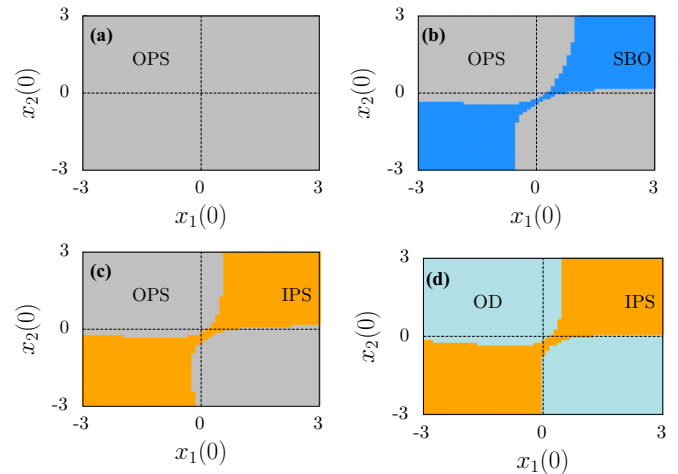 (a)
OPS
3
0
-3
x₂(0)
-3 0 3
x₁(0)
(b)
OPS
SBO
3
0
-3
x₂(0)
-3 0 3
x₁(0)
(c)
OPS
IPS
3
0
-3
x₂(0)
-3 0 3
x₁(0)
(d)
OD
IPS
3
0
-3
x₂(0)
-3 0 3
x₁(0)